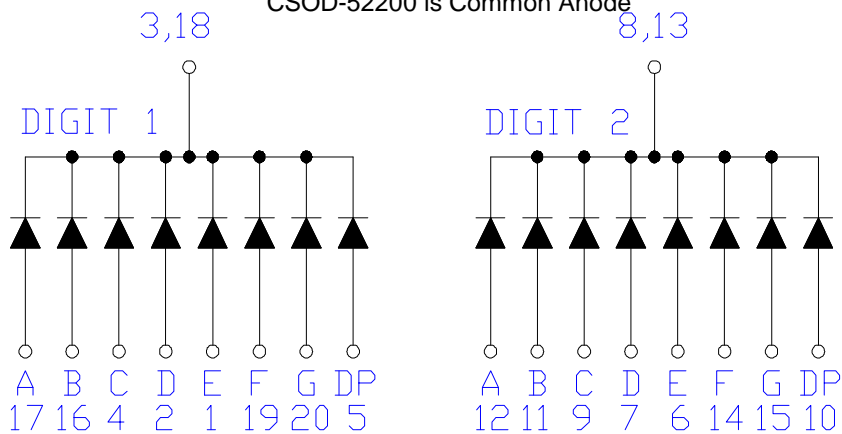 CSOD-52200 is Common Anode
3,18 8,13
DIGIT 1 DIGIT 2
A B C D E F G DP A B C D E F G DP
17 16 4 2 1 19 20 5 12 11 9 7 6 14 15 10